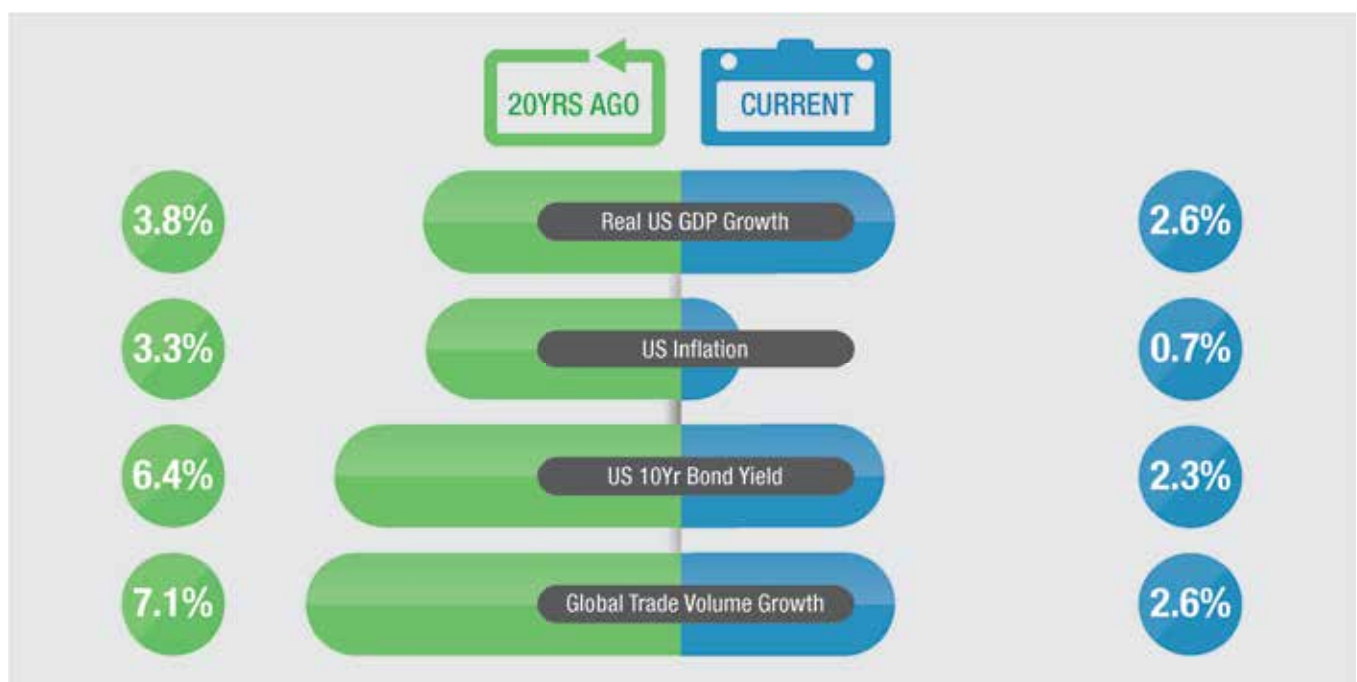 20YRS AGO
CURRENT
3.8%
Real US GDP Growth
2.6%
3.3%
US Inflation
0.7%
6.4%
US 10Yr Bond Yield
2.3%
7.1%
Global Trade Volume Growth
2.6%